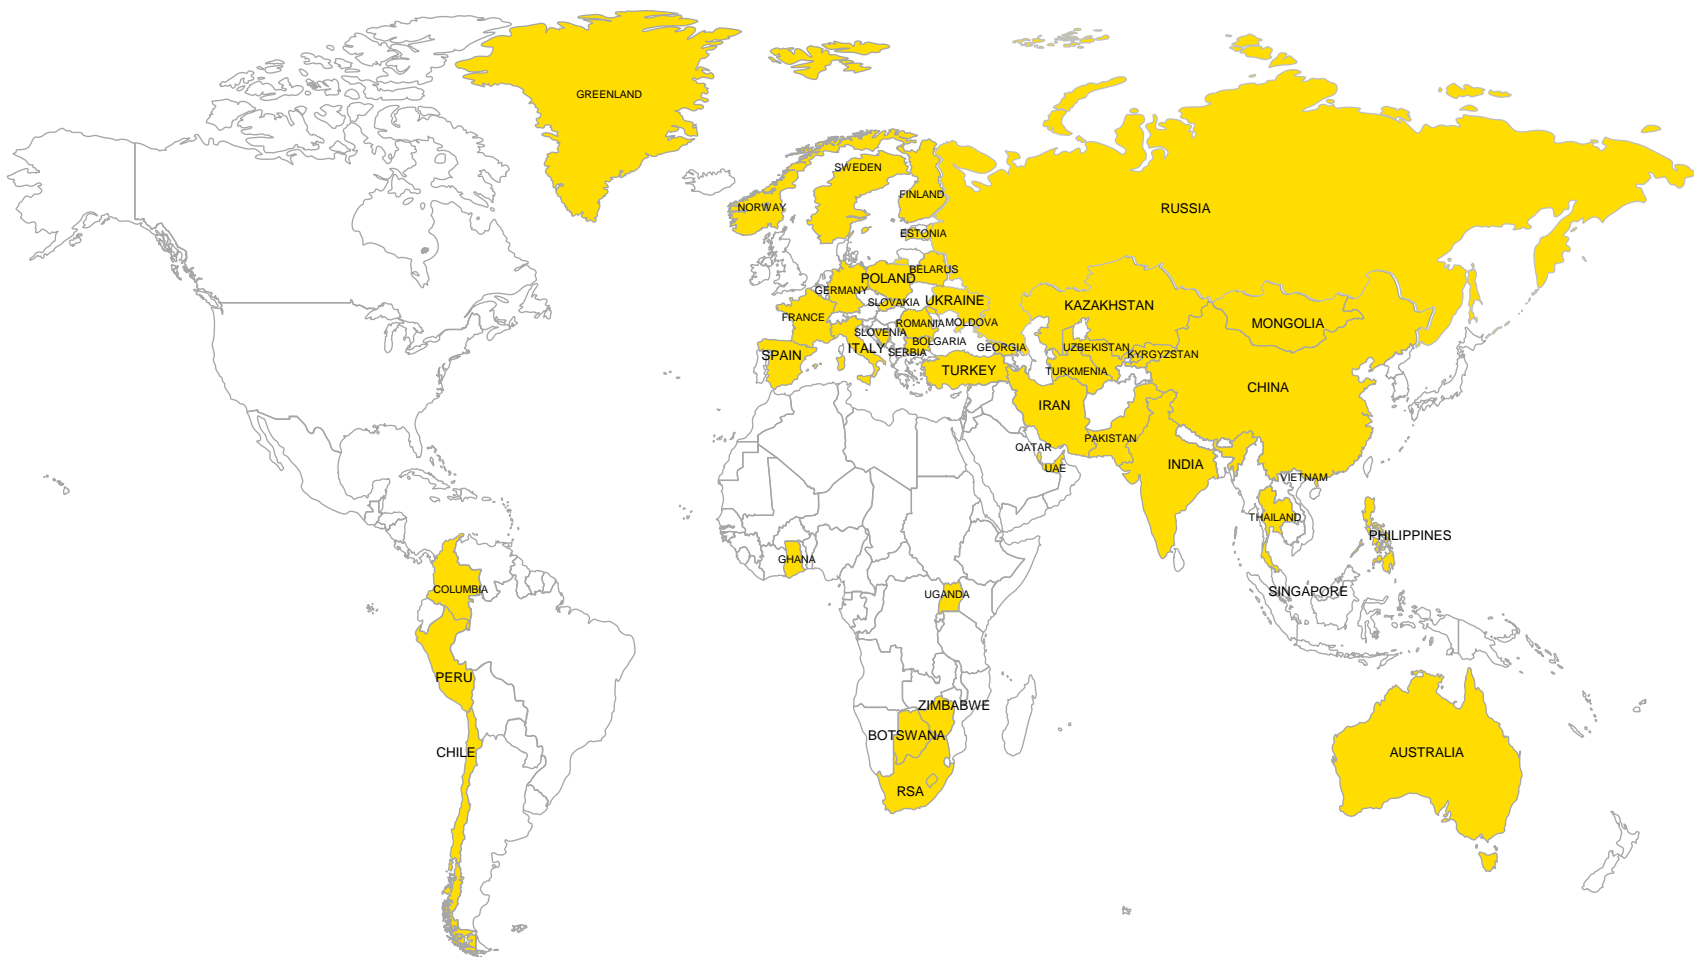 GREENLAND
SWEDEN
FINLAND
NORWAY
RUSSIA
ESTONIA
BELARUS
POLAND
GERMANY
SLOVAKIA
UKRAINE
KAZAKHSTAN
FRANCE
ROMANIA
MOLDOVA
MONGOLIA
SLOVENIA
BOLGARIA
ITALY
SERBIA
GEORGIA
UZBEKISTAN
KYRGYZSTAN
SPAIN
TURKEY
TURKMENIA
CHINA
IRAN
PAKISTAN
QATAR
UAE
INDIA
VIETNAM
THAILAND
PHILIPPINES
GHANA
COLUMBIA
UGANDA
SINGAPORE
PERU
ZIMBABWE
BOTSWANA
CHILE
AUSTRALIA
RSA